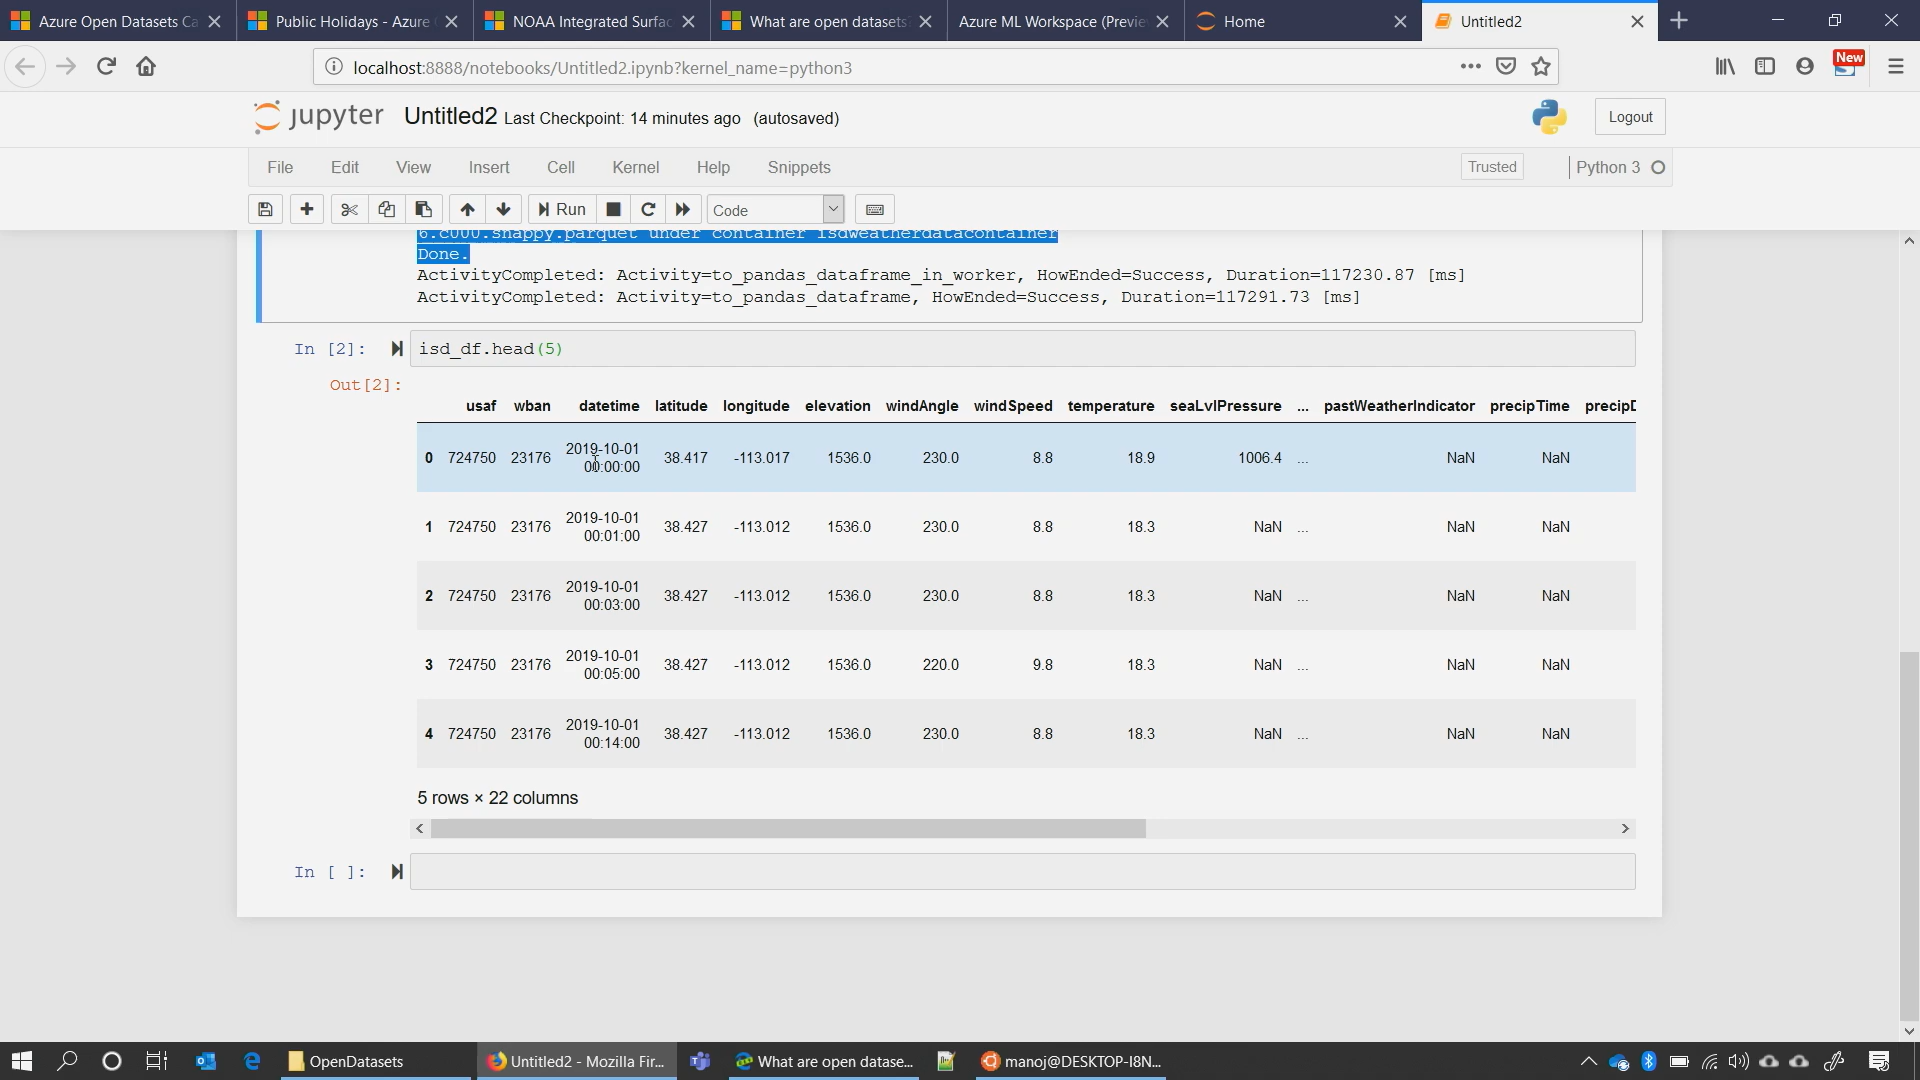 Azure Open Datasets Ca
Public Holidays - Azure
NOAA Integrated Surfac
What are open datasets
Azure ML Workspace (Previe
Home
Untitled2
localhost:8888/notebooks/Untitled2.ipynb?kernel_name=python3
New
jupyter Untitled2 Last Checkpoint: 14 minutes ago (autosaved)
Logout
File Edit View Insert Cell Kernel Help Snippets
Trusted Python 3
Run Code
6.c000.snappy.parquet under container isdweatherdatacontainer
Done.
ActivityCompleted: Activity=to_pandas_dataframe_in_worker, HowEnded=Success, Duration=117230.87 [ms]
ActivityCompleted: Activity=to_pandas_dataframe, HowEnded=Success, Duration=117291.73 [ms]
In [2]: isd_df.head(5)
Out[2]:
usaf wban datetime latitude longitude elevation windAngle windSpeed temperature seaLvlPressure ... pastWeatherIndicator precipTime precipD
0 724750 23176 2019-10-01 00:00:00 38.417 -113.017 1536.0 230.0 8.8 18.9 1006.4 ... NaN NaN
1 724750 23176 2019-10-01 00:01:00 38.427 -113.012 1536.0 230.0 8.8 18.3 NaN ... NaN NaN
2 724750 23176 2019-10-01 00:03:00 38.427 -113.012 1536.0 230.0 8.8 18.3 NaN ... NaN NaN
3 724750 23176 2019-10-01 00:05:00 38.427 -113.012 1536.0 220.0 9.8 18.3 NaN ... NaN NaN
4 724750 23176 2019-10-01 00:14:00 38.427 -113.012 1536.0 230.0 8.8 18.3 NaN ... NaN NaN
5 rows × 22 columns
In [ ]:
OpenDatasets
Untitled2 - Mozilla Fir...
What are open datase...
manoj@DESKTOP-I8N...